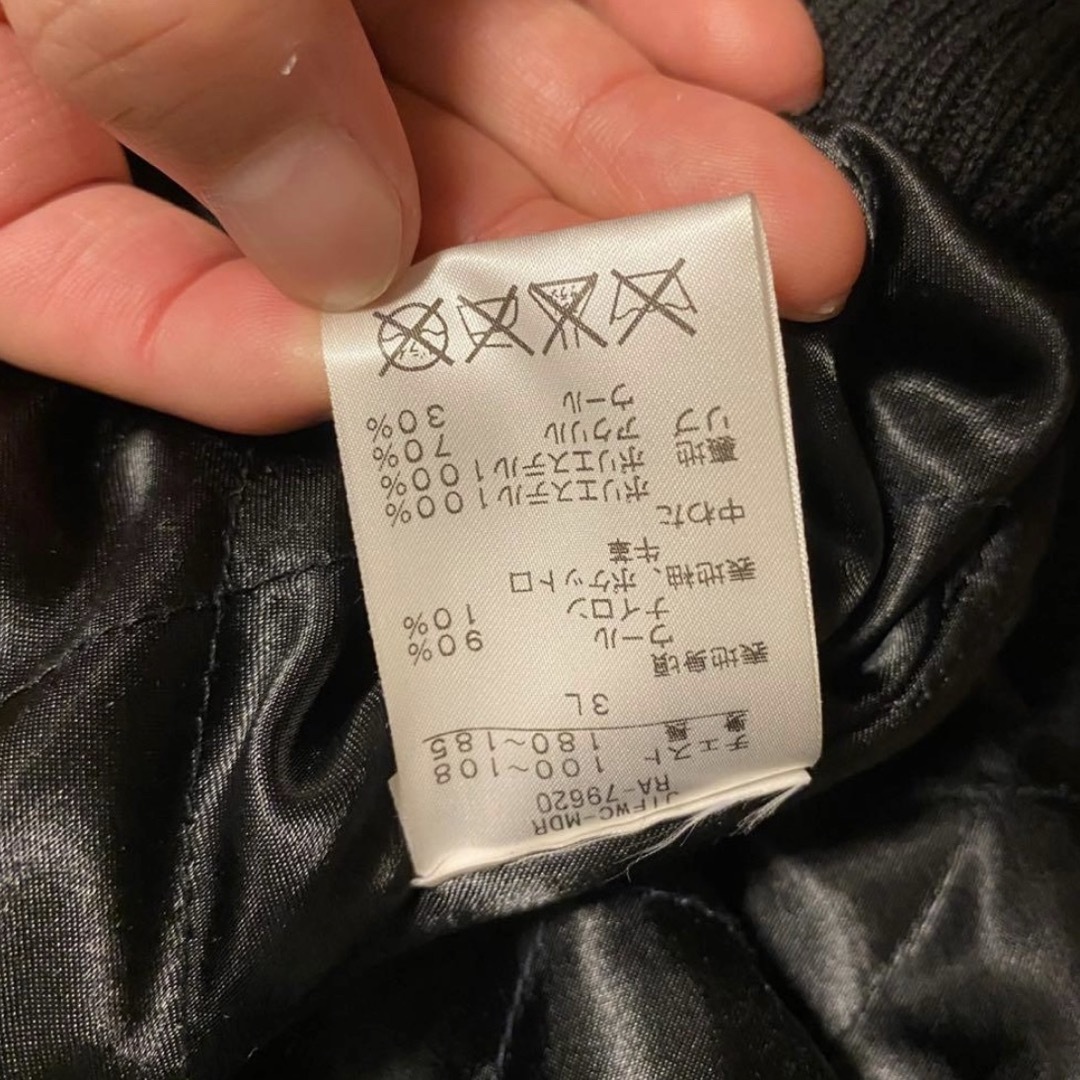 JTFWC-MDR
RA-79620
チェスト 100~108
身長 180~185
3L
表地身頃
ウール 90%
ナイロン 10%
表地袖、ポケット口
牛革
中わた ポリエステル100%
裏地 ポリエステル100%
リブ アクリル 70%
ウール 30%
ドライ